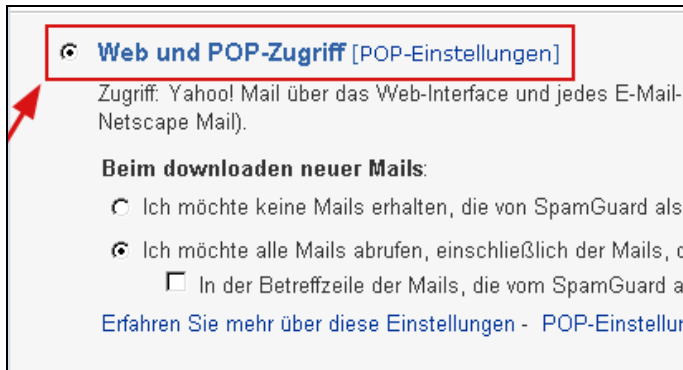 Web und POP-Zugriff [POP-Einstellungen]
Zugriff: Yahoo! Mail über das Web-Interface und jedes E-Mail-
Netscape Mail).
Beim downloaden neuer Mails:
Ich möchte keine Mails erhalten, die von SpamGuard als
Ich möchte alle Mails abrufen, einschließlich der Mails,
In der Betreffzeile der Mails, die vom SpamGuard
Erfahren Sie mehr über diese Einstellungen -